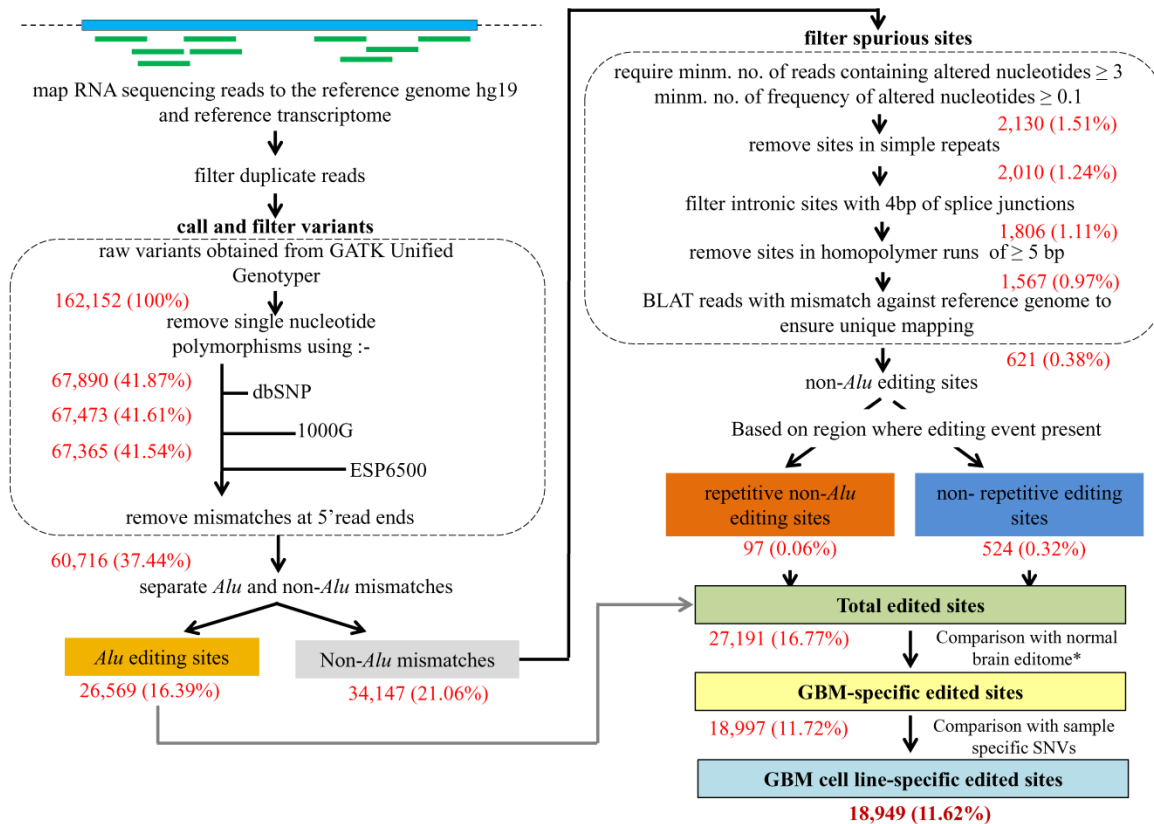 map RNA sequencing reads to the reference genome hg19
and reference transcriptome
filter duplicate reads
call and filter variants
raw variants obtained from GATK Unified
Genotyper
162,152 (100%)
remove single nucleotide
polymorphisms using :-
67,890 (41.87%)
dbSNP
67,473 (41.61%)
1000G
67,365 (41.54%)
ESP6500
remove mismatches at 5'read ends
60,716 (37.44%)
separate Alu and non-Alu mismatches
Alu editing sites
26,569 (16.39%)
Non-Alu mismatches
34,147 (21.06%)
filter spurious sites
require minm. no. of reads containing altered nucleotides ≥ 3
minm. no. of frequency of altered nucleotides ≥ 0.1
2,130 (1.51%)
remove sites in simple repeats
2,010 (1.24%)
filter intronic sites with 4bp of splice junctions
1,806 (1.11%)
remove sites in homopolymer runs of ≥ 5 bp
1,567 (0.97%)
BLAT reads with mismatch against reference genome to
ensure unique mapping
621 (0.38%)
non-Alu editing sites
Based on region where editing event present
repetitive non-Alu
editing sites
97 (0.06%)
non- repetitive editing
sites
524 (0.32%)
Total edited sites
27,191 (16.77%)
Comparison with normal
brain editome*
GBM-specific edited sites
18,997 (11.72%)
Comparison with sample
specific SNVs
GBM cell line-specific edited sites
18,949 (11.62%)